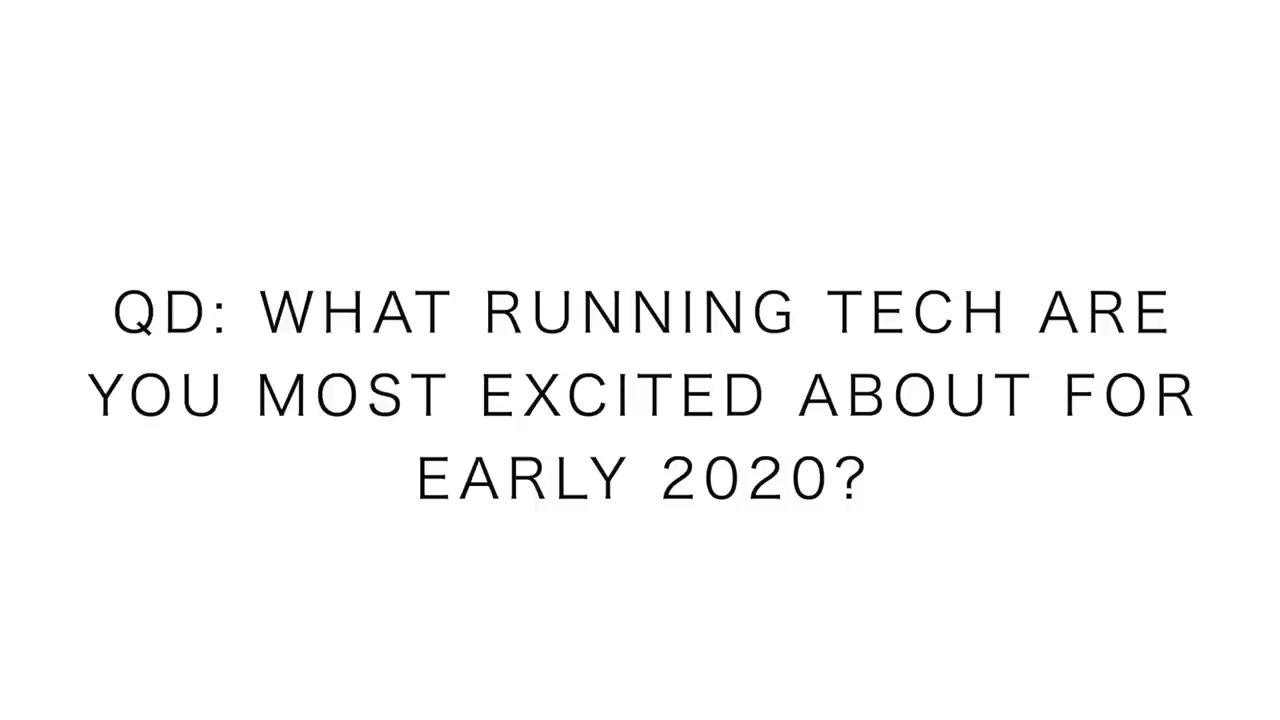 QD: WHAT RUNNING TECH ARE
YOU MOST EXCITED ABOUT FOR
EARLY 2020?